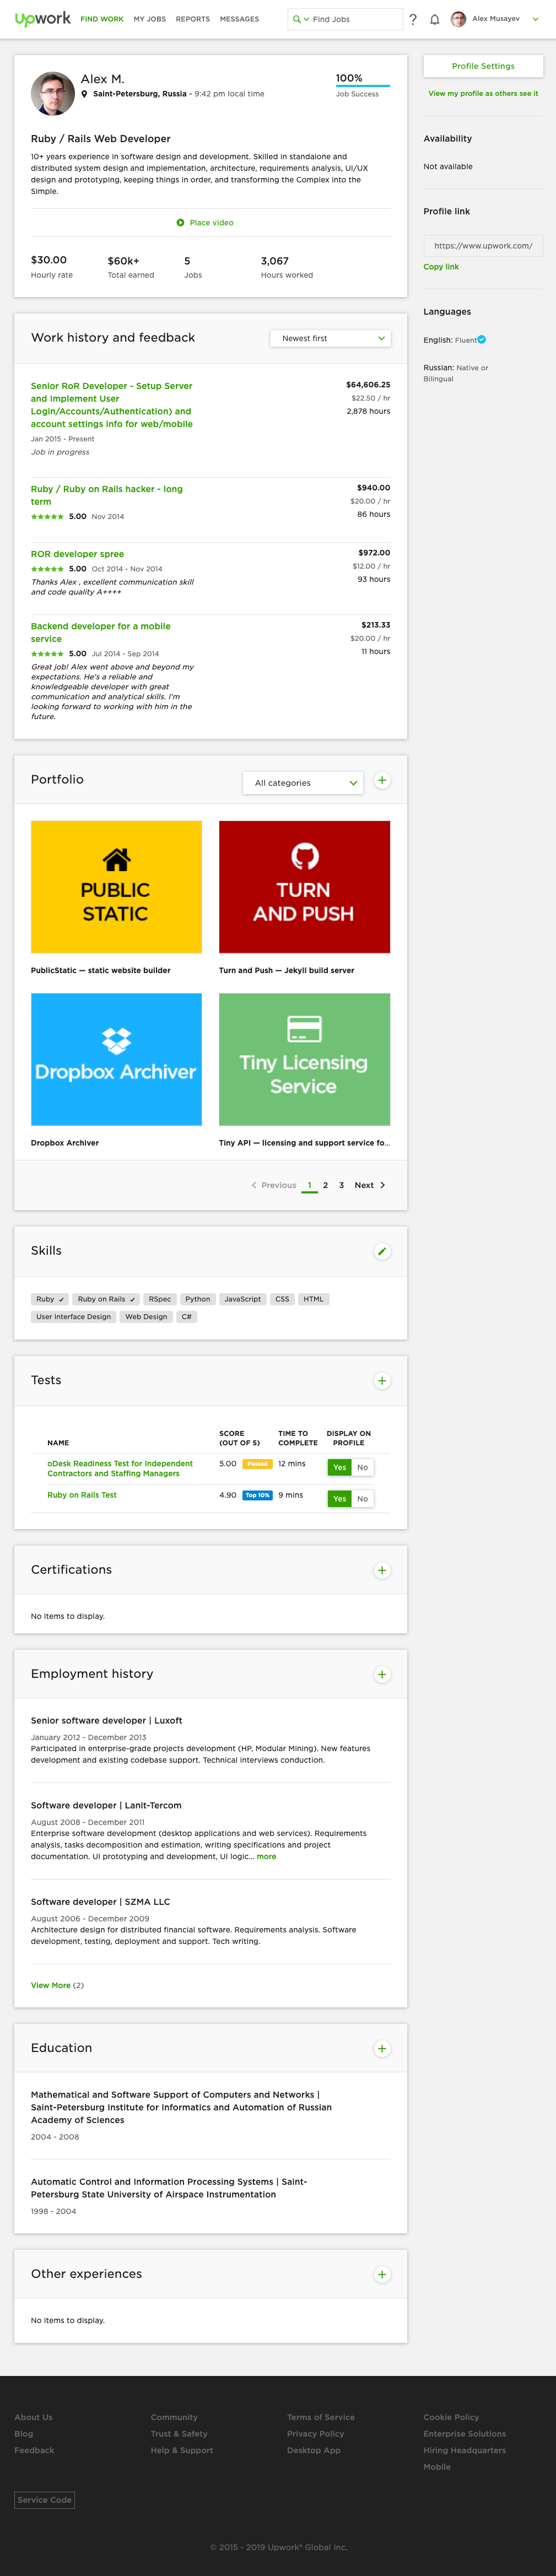 Upwork FIND WORK MY JOBS REPORTS MESSAGES Find Jobs ? Alex Musayev
Alex M.
Saint-Petersburg, Russia - 9:42 pm local time
100%
Job Success
Ruby / Rails Web Developer
10+ years experience in software design and development. Skilled in standalone and
distributed system design and implementation, architecture, requirements analysis, UI/UX
design and prototyping, keeping things in order, and transforming the Complex into the
Simple.
Place video
$30.00 $60k+ 5 3,067
Hourly rate Total earned Jobs Hours worked
Profile Settings
View my profile as others see it
Availability
Not available
Profile link
https://www.upwork.com/
Copy link
Languages
English: Fluent
Russian: Native or
Bilingual
Work history and feedback
Newest first
Senior RoR Developer - Setup Server
and Implement User
Login/Accounts/Authentication) and
account settings info for web/mobile
Jan 2015 - Present
Job in progress
$64,606.25
$22.50 / hr
2,878 hours
Ruby / Ruby on Rails hacker - long
term
5.00 Nov 2014
$940.00
$20.00 / hr
86 hours
ROR developer spree
5.00 Oct 2014 - Nov 2014
Thanks Alex , excellent communication skill
and code quality A++++
$972.00
$12.00 / hr
93 hours
Backend developer for a mobile
service
5.00 Jul 2014 - Sep 2014
Great job! Alex went above and beyond my
expectations. He's a reliable and
knowledgeable developer with great
communication and analytical skills. I'm
looking forward to working with him in the
future.
$213.33
$20.00 / hr
11 hours
Portfolio
All categories
PUBLIC
STATIC
PublicStatic — static website builder
TURN
AND PUSH
Turn and Push — Jekyll build server
Dropbox Archiver
Dropbox Archiver
Tiny Licensing
Service
Tiny API — licensing and support service fo...
Previous 1 2 3 Next
Skills
Ruby Ruby on Rails RSpec Python JavaScript CSS HTML
User Interface Design Web Design C#
Tests
NAME
SCORE
(OUT OF 5)
TIME TO
COMPLETE
DISPLAY ON
PROFILE
oDesk Readiness Test for Independent
Contractors and Staffing Managers
5.00 Passed 12 mins Yes No
Ruby on Rails Test 4.90 Top 10% 9 mins Yes No
Certifications
No items to display.
Employment history
Senior software developer | Luxoft
January 2012 - December 2013
Participated in enterprise-grade projects development (HP, Modular Mining). New features
development and existing codebase support. Technical interviews conduction.
Software developer | Lanit-Tercom
August 2008 - December 2011
Enterprise software development (desktop applications and web services). Requirements
analysis, tasks decomposition and estimation, writing specifications and project
documentation. UI prototyping and development, UI logic... more
Software developer | SZMA LLC
August 2006 - December 2009
Architecture design for distributed financial software. Requirements analysis. Software
development, testing, deployment and support. Tech writing.
View More (2)
Education
Mathematical and Software Support of Computers and Networks |
Saint-Petersburg Institute for Informatics and Automation of Russian
Academy of Sciences
2004 - 2008
Automatic Control and Information Processing Systems | Saint-
Petersburg State University of Airspace Instrumentation
1998 - 2004
Other experiences
No items to display.
About Us Community Terms of Service Cookie Policy
Blog Trust & Safety Privacy Policy Enterprise Solutions
Feedback Help & Support Desktop App Hiring Headquarters
Mobile
Service Code
© 2015 - 2019 Upwork® Global Inc.